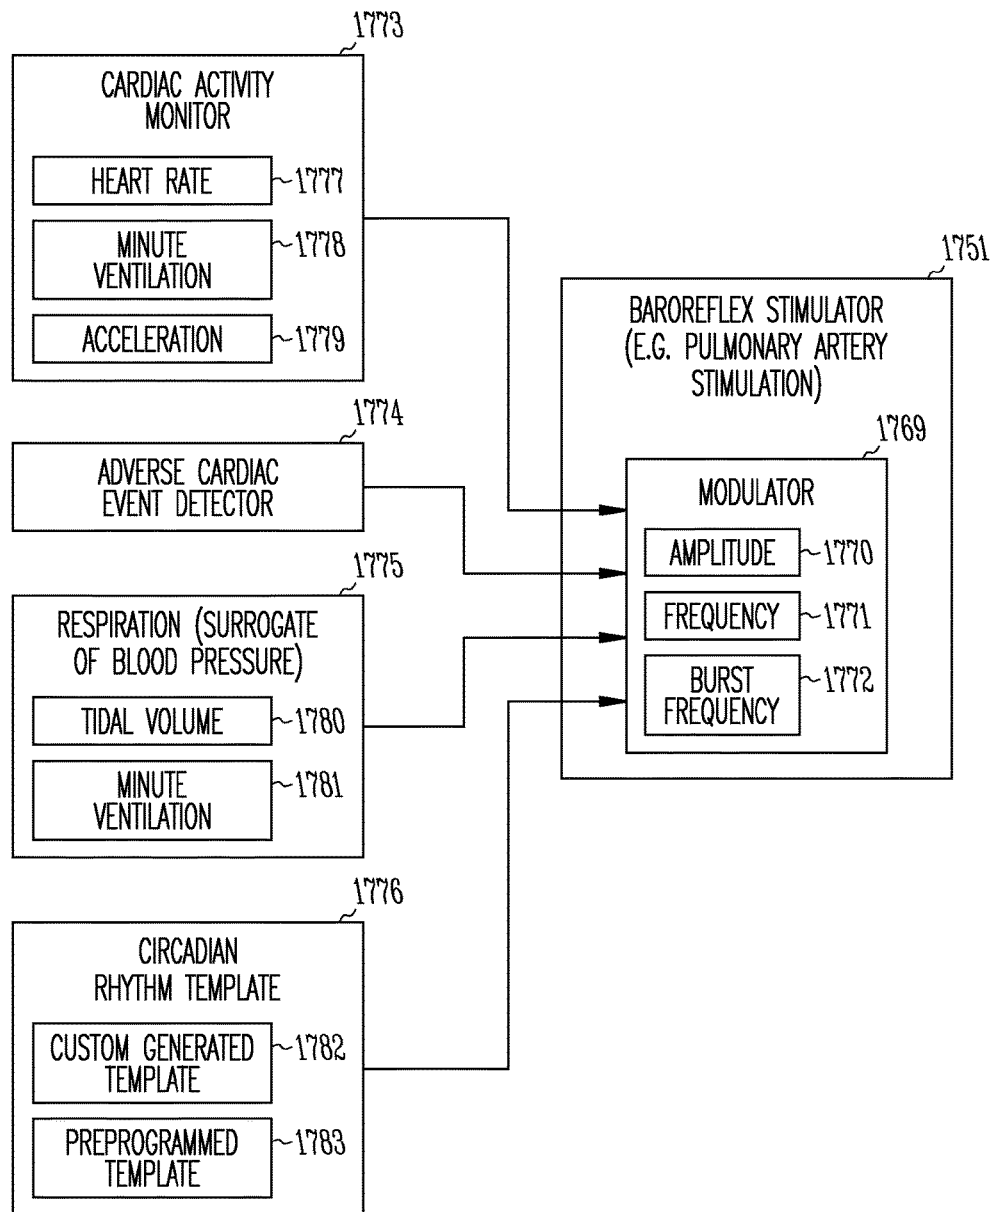 1773
CARDIAC ACTIVITY
MONITOR
HEART RATE
1777
MINUTE
VENTILATION
1778
ACCELERATION
1779
1774
ADVERSE CARDIAC
EVENT DETECTOR
1775
RESPIRATION (SURROGATE
OF BLOOD PRESSURE)
TIDAL VOLUME
1780
MINUTE
VENTILATION
1781
1776
CIRCADIAN
RHYTHM TEMPLATE
CUSTOM GENERATED
TEMPLATE
1782
PREPROGRAMMED
TEMPLATE
1783
1751
BAROREFLEX STIMULATOR
(E.G. PULMONARY ARTERY
STIMULATION)
1769
MODULATOR
AMPLITUDE
1770
FREQUENCY
1771
BURST
FREQUENCY
1772